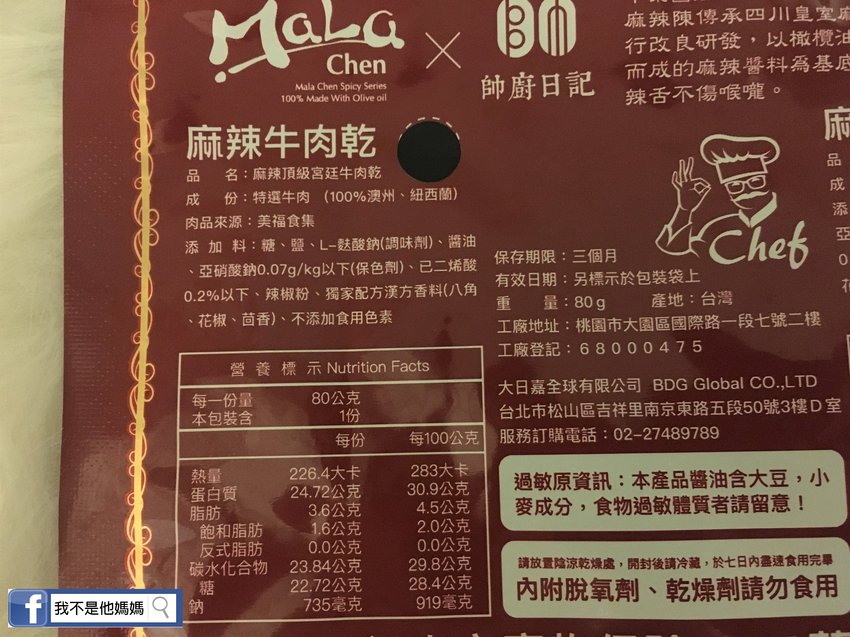 MaLa
Chen
Mala Chen Spicy Series
100% Made With Olive oil
×
帥廚日記
麻辣陳傳承四川皇室麻
行改良研發，以橄欖油
而成的麻辣醬料為基底
辣舌不傷喉嚨。
麻辣牛肉乾
品　名：麻辣頂級宮廷牛肉乾
成　份：特選牛肉 (100%澳州、紐西蘭)
肉品來源：美福食集
添 加 料：糖、鹽、L-麩酸鈉(調味劑)、醬油
、亞硝酸鈉0.07g/kg以下(保色劑)、已二烯酸
0.2%以下、辣椒粉、獨家配方漢方香料(八角
、花椒、茴香)、不添加食用色素
Chef
保存期限：三個月
有效日期：另標示於包裝袋上
重　量：80g　產地：台灣
工廠地址：桃園市大園區國際路一段七號二樓
工廠登記：68000475
大日嘉全球有限公司 BDG Global CO.,LTD
台北市松山區吉祥里南京東路五段50號3樓D室
服務訂購電話：02-27489789
營 養 標 示 Nutrition Facts
每一份量 80公克
本包裝含 1份
每份 每100公克
熱量 226.4大卡 283大卡
蛋白質 24.72公克 30.9公克
脂肪 3.6公克 4.5公克
飽和脂肪 1.6公克 2.0公克
反式脂肪 0.0公克 0.0公克
碳水化合物 23.84公克 29.8公克
糖 22.72公克 28.4公克
鈉 735毫克 919毫克
過敏原資訊：本產品醬油含大豆，小
麥成分，食物過敏體質者請留意！
請放置陰涼乾燥處，開封後請冷藏，於七日內盡速食用完畢
內附脫氧劑、乾燥劑請勿食用
麻
品
成
添
亞
0.
花
f 我不是他媽媽